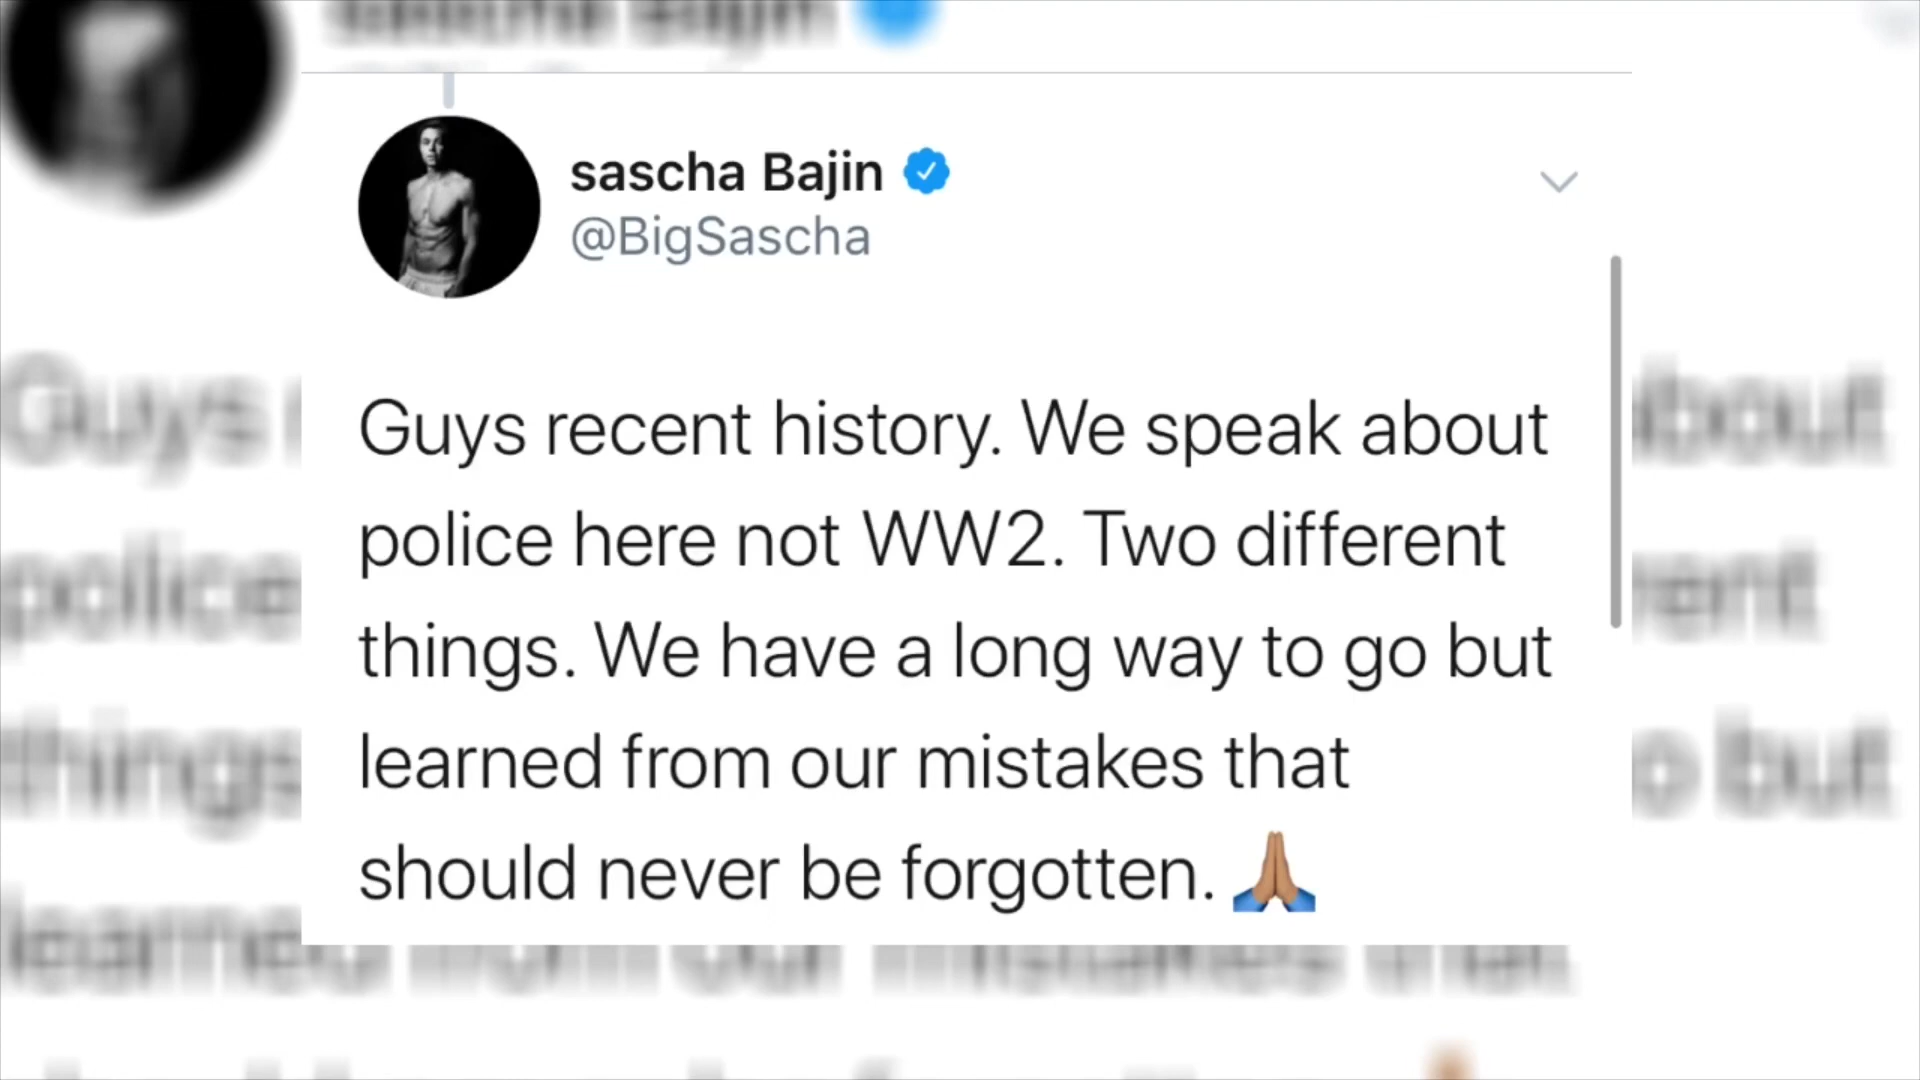 sascha Bajin
@BigSascha
Guys recent history. We speak about
police here not WW2. Two different
things. We have a long way to go but
learned from our mistakes that
should never be forgotten. 🙏🏽